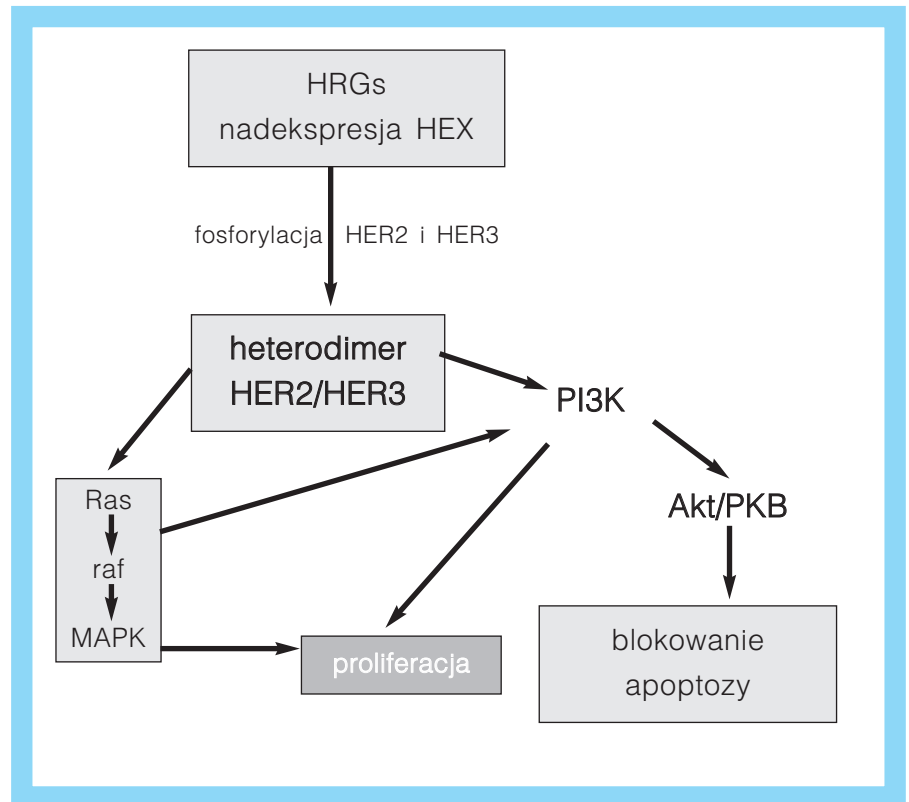 HRGs
nadekspresja HEX
fosforylacja HER2 i HER3
heterodimer
HER2/HER3
PI3K
Ras
raf
MAPK
Akt/PKB
proliferacja
blokowanie
apoptozy